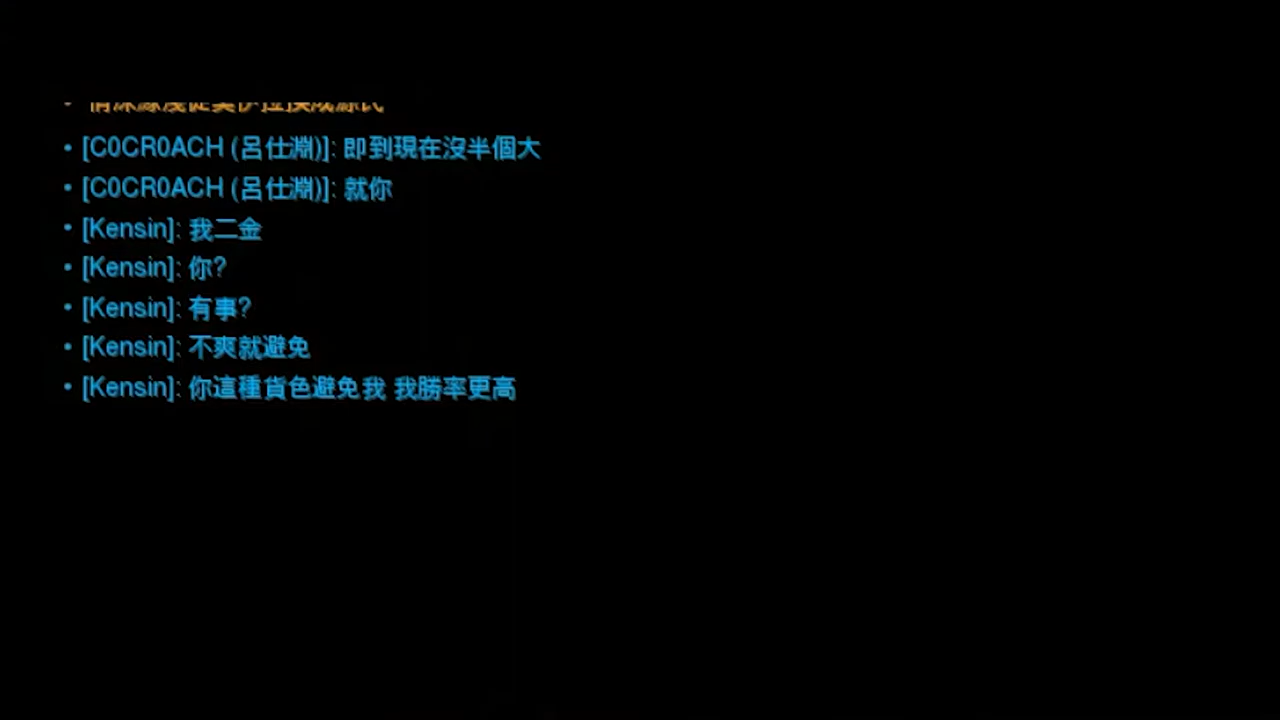 • [C0CR0ACH (呂仕淵)]: 即到現在沒半個大
• [C0CR0ACH (呂仕淵)]: 就你
• [Kensin]: 我二金
• [Kensin]: 你?
• [Kensin]: 有事?
• [Kensin]: 不爽就避免
• [Kensin]: 你這種貨色避免我 我勝率更高